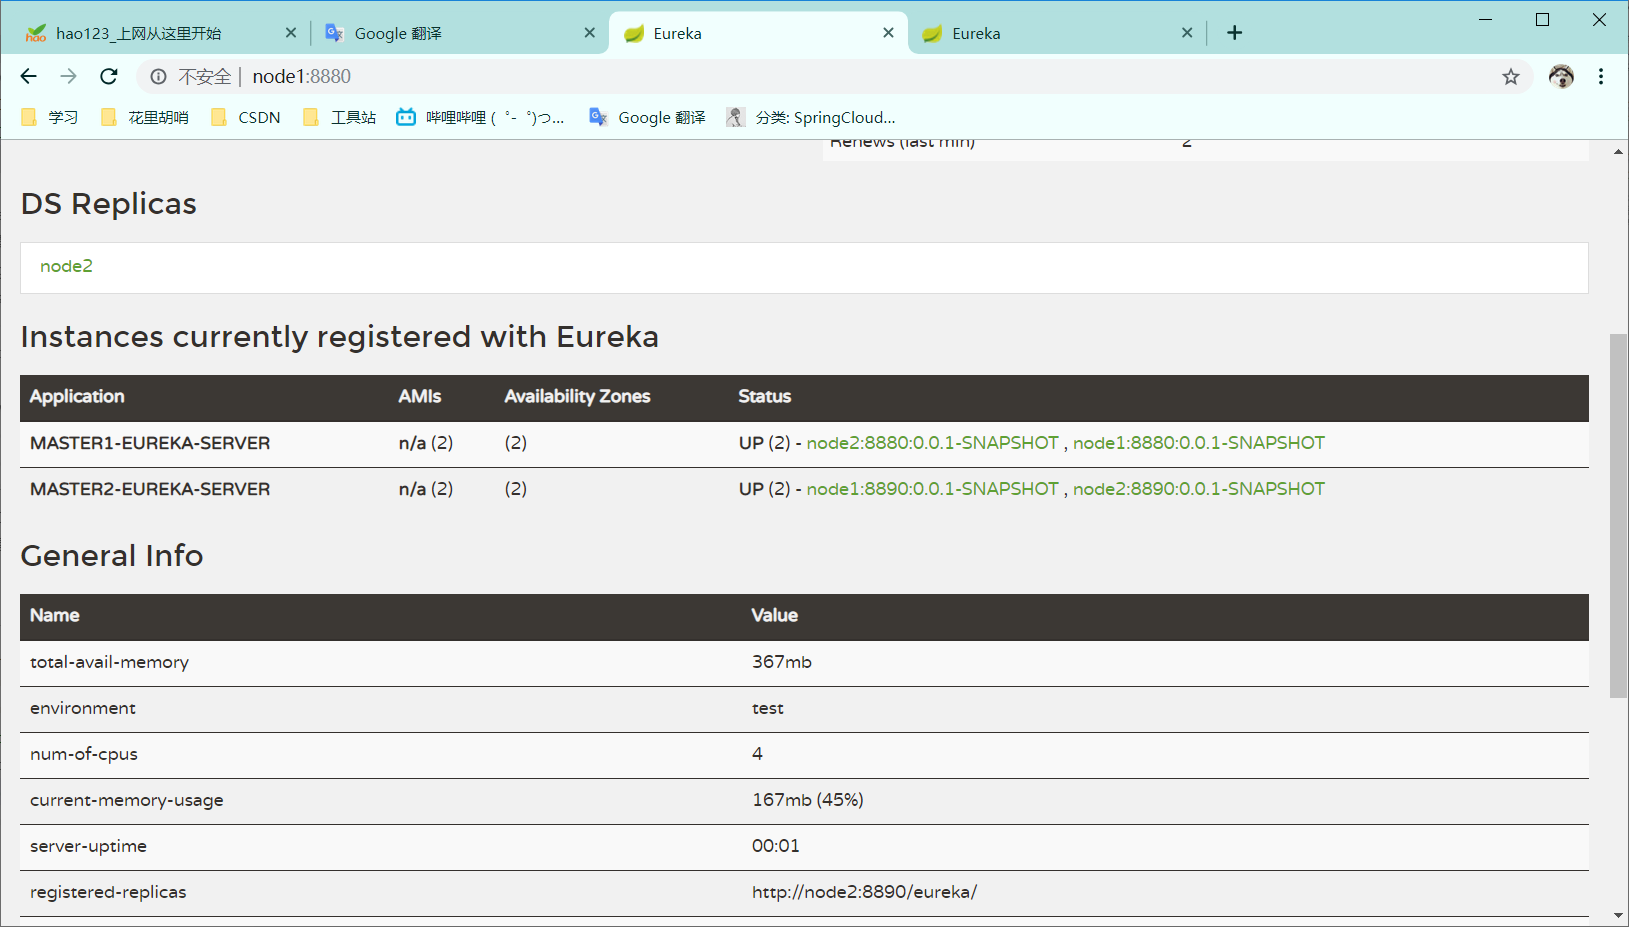 hao123_上网从这里开始
Google 翻译
Eureka
Eureka
不安全 | node1:8880
学习
花里胡哨
CSDN
工具站
哔哩哔哩 (゜-゜)つ...
Google 翻译
分类: SpringCloud...
Renews (last min) 2
DS Replicas
node2
Instances currently registered with Eureka
Application AMIs Availability Zones Status
MASTER1-EUREKA-SERVER n/a (2) (2) UP (2) - node2:8880:0.0.1-SNAPSHOT , node1:8880:0.0.1-SNAPSHOT
MASTER2-EUREKA-SERVER n/a (2) (2) UP (2) - node1:8890:0.0.1-SNAPSHOT , node2:8890:0.0.1-SNAPSHOT
General Info
Name Value
total-avail-memory 367mb
environment test
num-of-cpus 4
current-memory-usage 167mb (45%)
server-uptime 00:01
registered-replicas http://node2:8890/eureka/